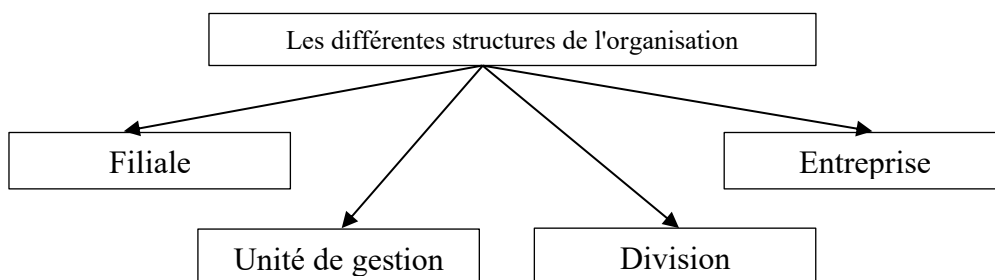 Les différentes structures de l'organisation
Filiale
Entreprise
Unité de gestion
Division